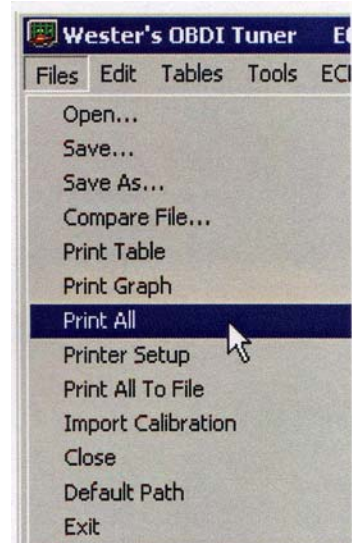 Wester's OBDI Tuner
Files Edit Tables Tools
Open...
Save...
Save As...
Compare File...
Print Table
Print Graph
Print All
Printer Setup
Print All To File
Import Calibration
Close
Default Path
Exit